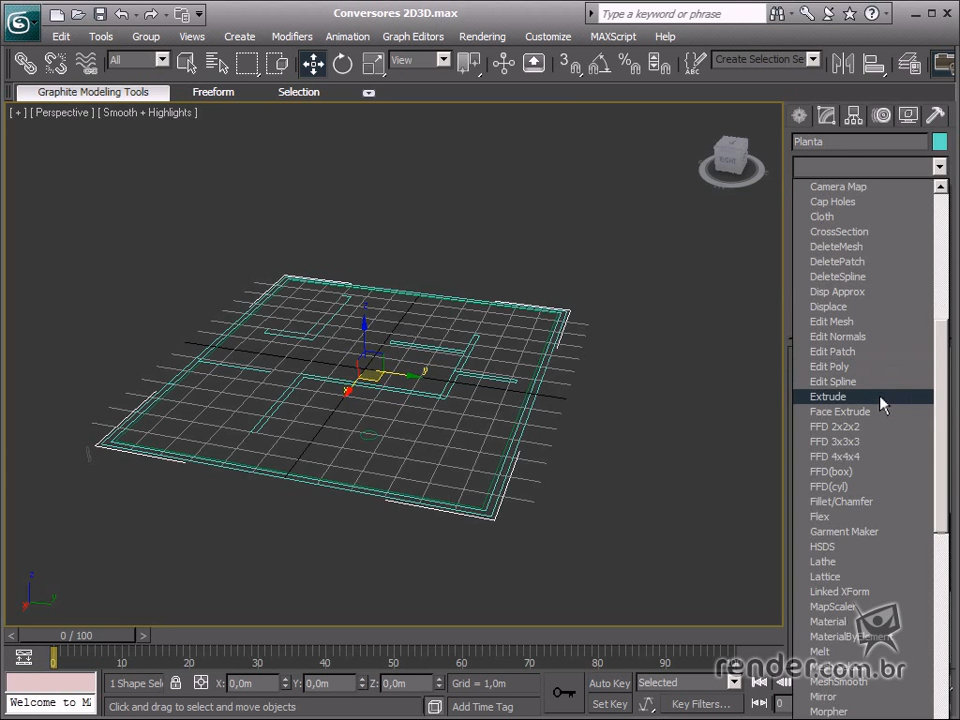 Conversores 2D3D.max
Type a keyword or phrase
Edit
Tools
Group
Views
Create
Modifiers
Animation
Graph Editors
Rendering
Customize
MAXScript
Help
All
View
3
Create Selection Se
ABC
Graphite Modeling Tools
Freeform
Selection
[ + ] [ Perspective ] [ Smooth + Highlights ]
RIGHT
Planta
Camera Map
Cap Holes
Cloth
CrossSection
DeleteMesh
DeletePatch
DeleteSpline
Disp Approx
Displace
Edit Mesh
Edit Normals
Edit Patch
Edit Poly
Edit Spline
Extrude
Face Extrude
FFD 2x2x2
FFD 3x3x3
FFD 4x4x4
FFD(box)
FFD(cyl)
Fillet/Chamfer
Flex
Garment Maker
HSDS
Lathe
Lattice
Linked XForm
MapScaler
Material
MaterialByElement
Melt
MeshSmooth
Mirror
Morpher
render.com.br
z
y
x
y
x
0 / 100
0 10 20 30 40 50 60 70 80
1 Shape Sel
X: 0,0m
Y: 0,0m
Z: 0,0m
Grid = 1,0m
Auto Key
Selected
Welcome to M
Click and drag to select and move objects
Add Time Tag
Set Key
Key Filters...
0